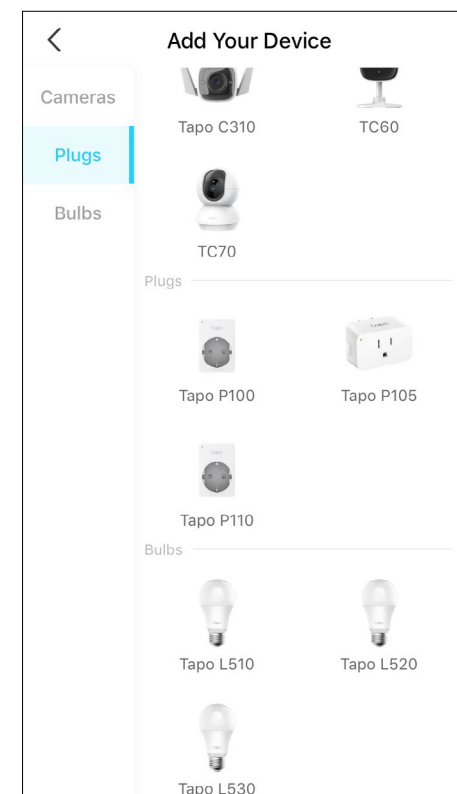 Add Your Device
Cameras
Plugs
Bulbs
Tapo C310 TC60
TC70
Plugs
Tapo P100 Tapo P105
Tapo P110
Bulbs
Tapo L510 Tapo L520
Tapo L530